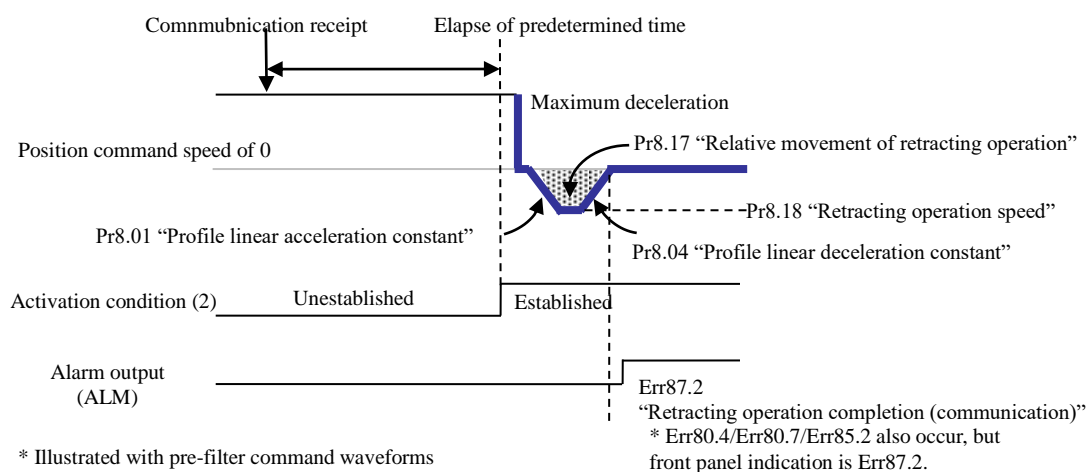 Comnmubnication receipt
Elapse of predetermined time
Maximum deceleration
Pr8.17 “Relative movement of retracting operation”
Position command speed of 0
Pr8.18 “Retracting operation speed”
Pr8.01 “Profile linear acceleration constant”
Pr8.04 “Profile linear deceleration constant”
Activation condition (2)
Unestablished
Established
Alarm output
(ALM)
Err87.2
“Retracting operation completion (communication)”
* Err80.4/Err80.7/Err85.2 also occur, but
front panel indication is Err87.2.
* Illustrated with pre-filter command waveforms